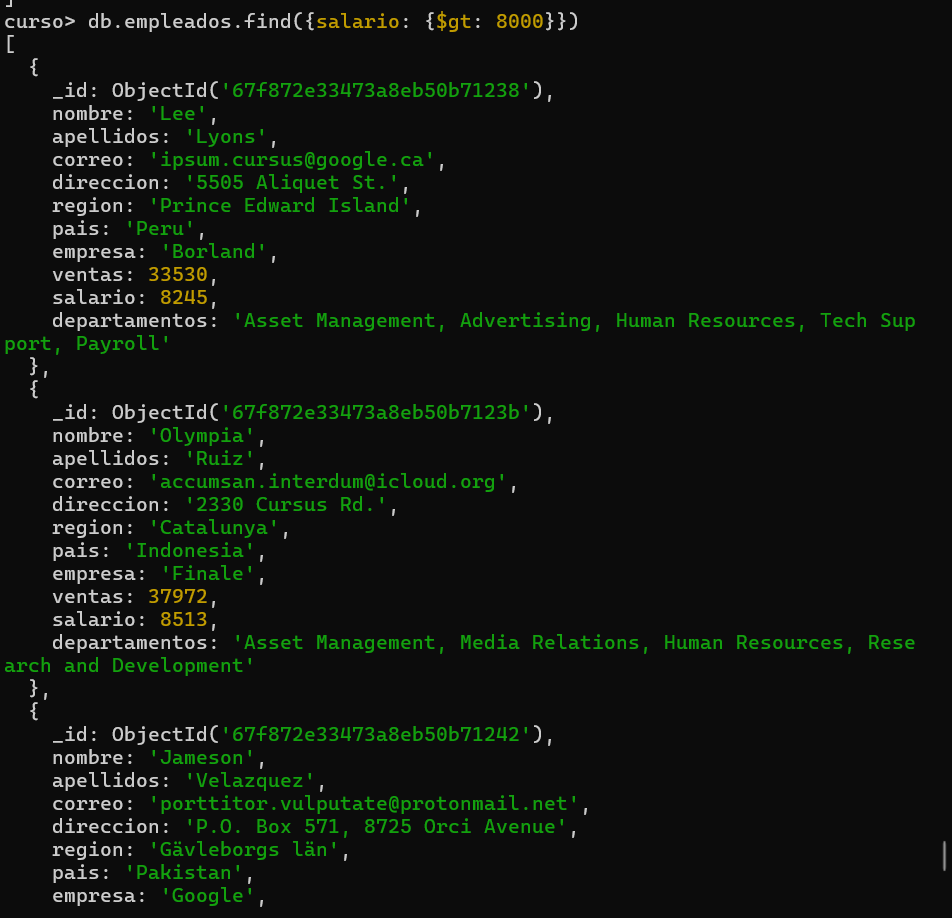 ]
curso> db.empleados.find({salario: {$gt: 8000}})
[
  {
    _id: ObjectId('67f872e33473a8eb50b71238'),
    nombre: 'Lee',
    apellidos: 'Lyons',
    correo: 'ipsum.cursus@google.ca',
    direccion: '5505 Aliquet St.',
    region: 'Prince Edward Island',
    pais: 'Peru',
    empresa: 'Borland',
    ventas: 33530,
    salario: 8245,
    departamentos: 'Asset Management, Advertising, Human Resources, Tech Sup
port, Payroll'
  },
  {
    _id: ObjectId('67f872e33473a8eb50b7123b'),
    nombre: 'Olympia',
    apellidos: 'Ruiz',
    correo: 'accumsan.interdum@icloud.org',
    direccion: '2330 Cursus Rd.',
    region: 'Catalunya',
    pais: 'Indonesia',
    empresa: 'Finale',
    ventas: 37972,
    salario: 8513,
    departamentos: 'Asset Management, Media Relations, Human Resources, Rese
arch and Development'
  },
  {
    _id: ObjectId('67f872e33473a8eb50b71242'),
    nombre: 'Jameson',
    apellidos: 'Velazquez',
    correo: 'porttitor.vulputate@protonmail.net',
    direccion: 'P.O. Box 571, 8725 Orci Avenue',
    region: 'Gävleborgs län',
    pais: 'Pakistan',
    empresa: 'Google',